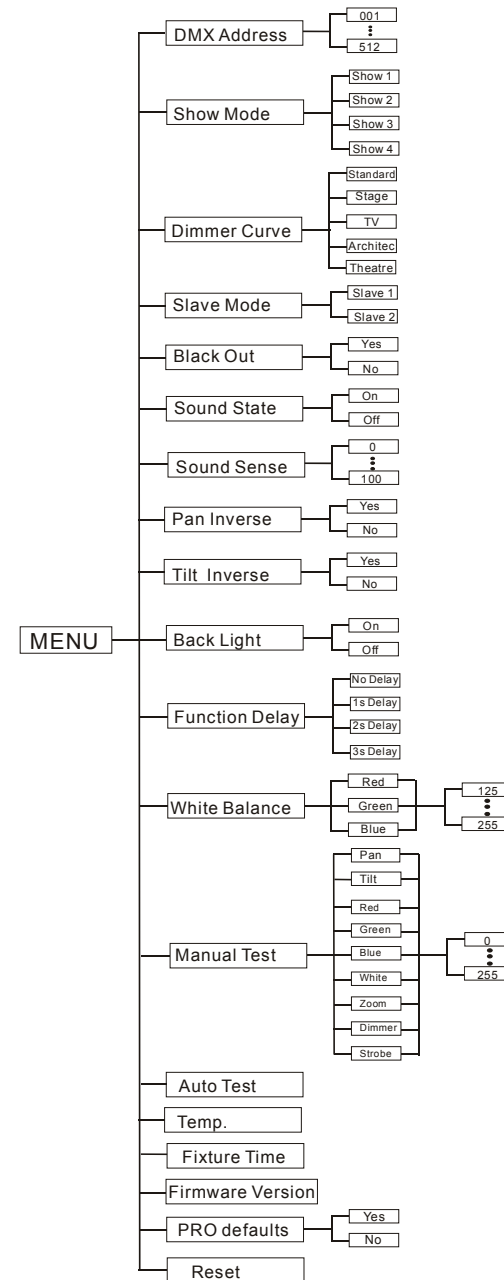 MENU
DMX Address
001
512
Show Mode
Show 1
Show 2
Show 3
Show 4
Dimmer Curve
Standard
Stage
TV
Architec
Theatre
Slave Mode
Slave 1
Slave 2
Black Out
Yes
No
Sound State
On
Off
Sound Sense
0
100
Pan Inverse
Yes
No
Tilt Inverse
Yes
No
Back Light
On
Off
Function Delay
No Delay
1s Delay
2s Delay
3s Delay
White Balance
Red
Green
Blue
125
255
Manual Test
Pan
Tilt
Red
Green
Blue
White
Zoom
Dimmer
Strobe
0
255
Auto Test
Temp.
Fixture Time
Firmware Version
PRO defaults
Yes
No
Reset